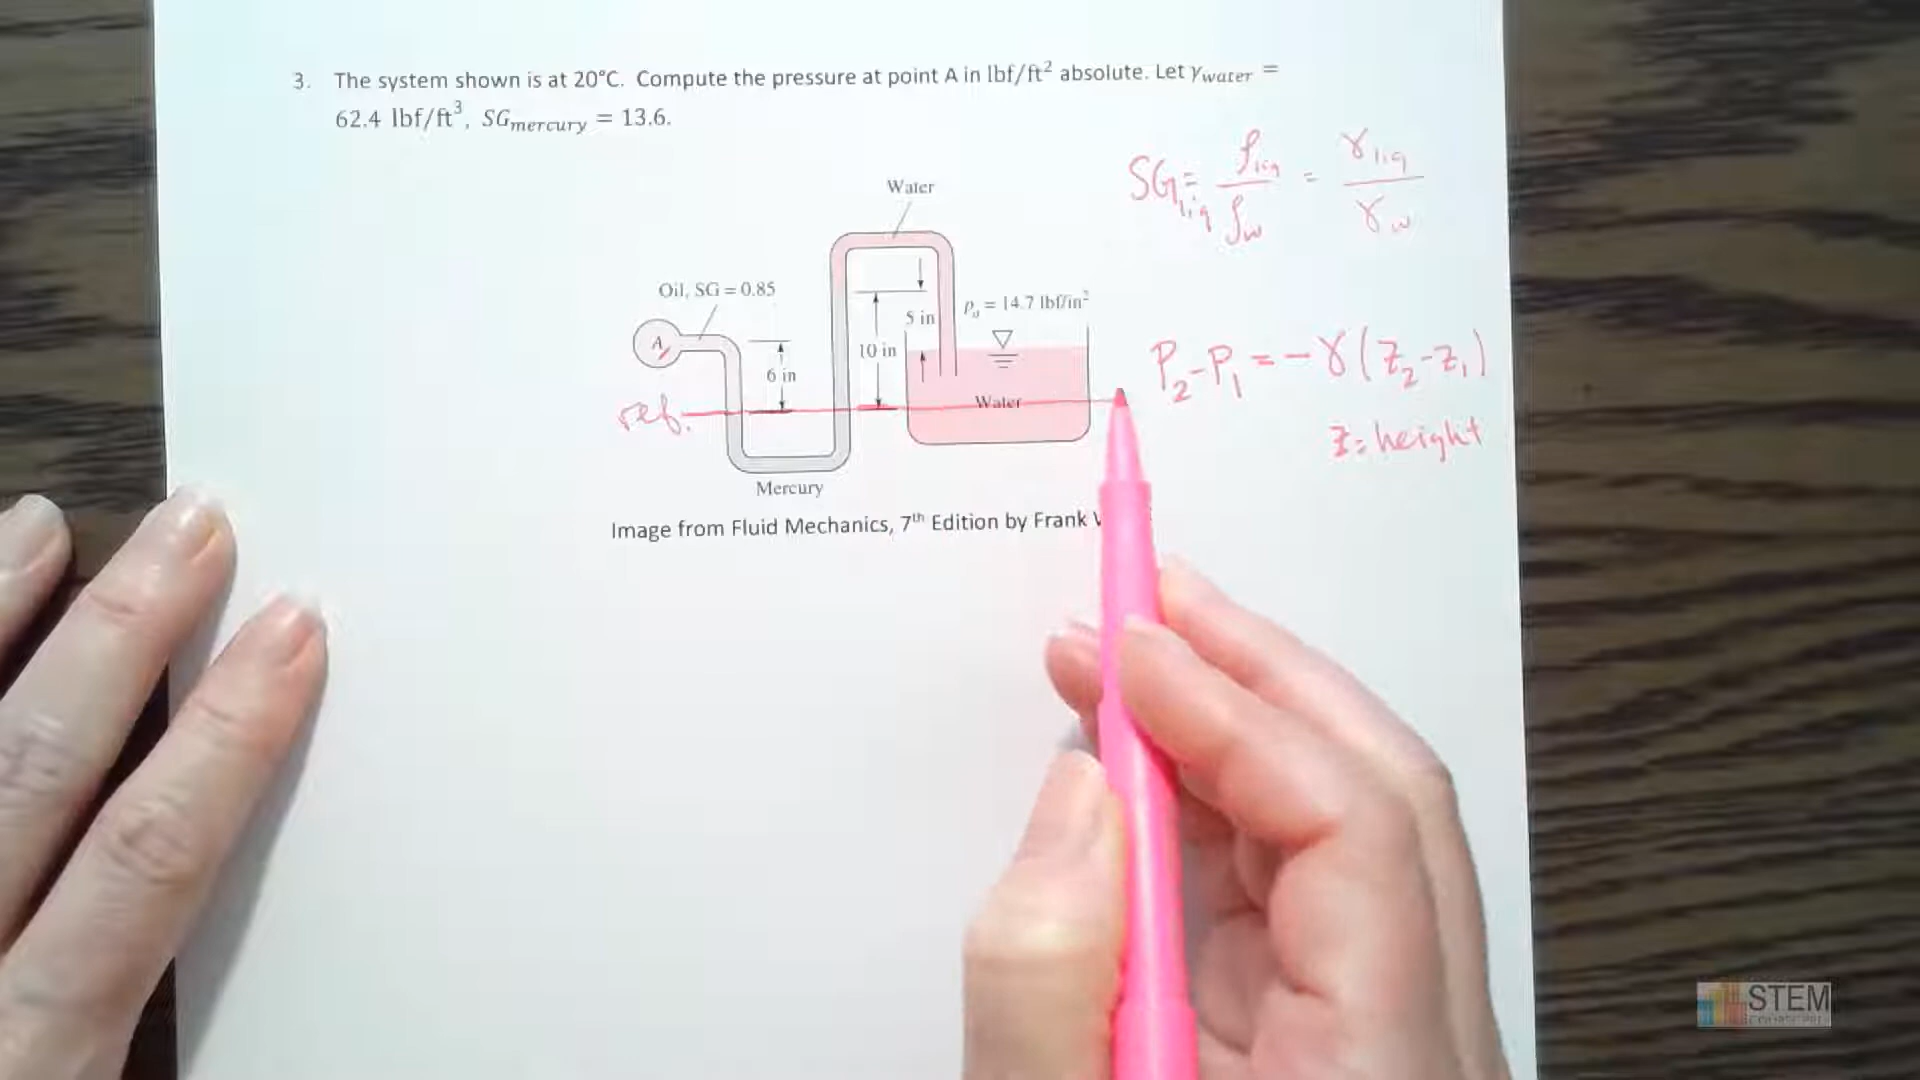 3. The system shown is at 20°C. Compute the pressure at point A in lbf/ft² absolute. Let γwater =
62.4 lbf/ft³, SGmercury = 13.6.
SGliq = ρliq/ρw = γliq/γw
Water
Oil, SG = 0.85
Pa = 14.7 lbf/in²
5 in
A
10 in
6 in
P₂-P₁ = -γ(z₂-z₁)
Water
ref.
z = height
Mercury
Image from Fluid Mechanics, 7th Edition by Frank
STEM